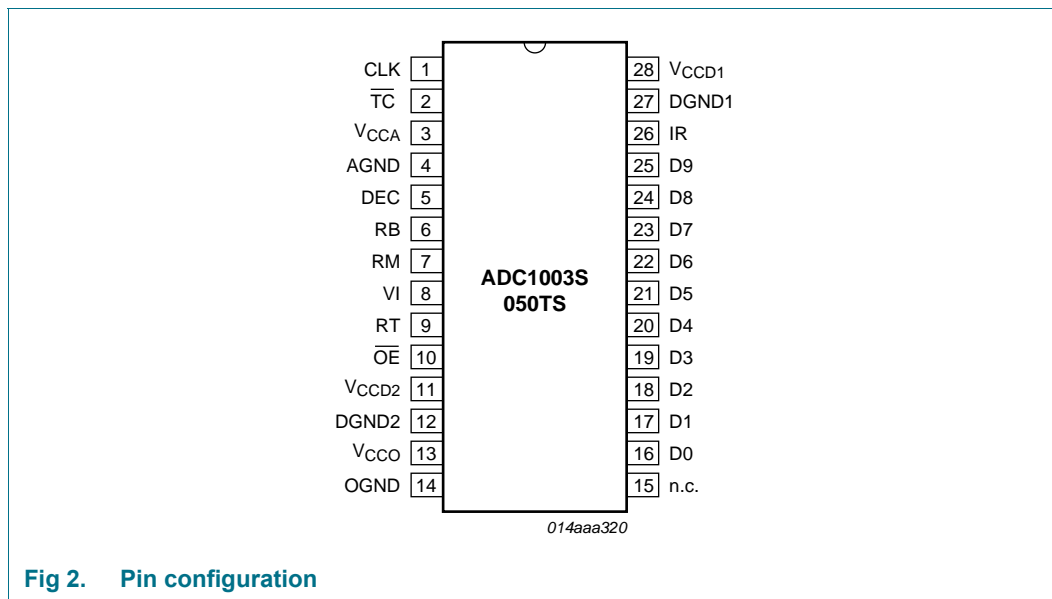 CLK 1 28 VCCD1
TC 2 27 DGND1
VCCA 3 26 IR
AGND 4 25 D9
DEC 5 24 D8
RB 6 23 D7
RM 7 22 D6
ADC1003S
050TS
VI 8 21 D5
RT 9 20 D4
OE 10 19 D3
VCCD2 11 18 D2
DGND2 12 17 D1
VCCO 13 16 D0
OGND 14 15 n.c.
014aaa320
Fig 2. Pin configuration